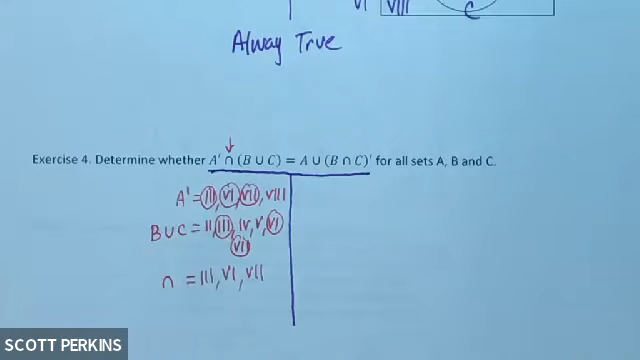 VI VIII C
Alway True
Exercise 4. Determine whether A′ ∩ (B ∪ C) = A ∪ (B ∩ C)′ for all sets A, B and C.
A' = III, VI, VII, VIII
B∪C = II, III, IV, V, VI
VII
∩ = III, VI, VII
SCOTT PERKINS